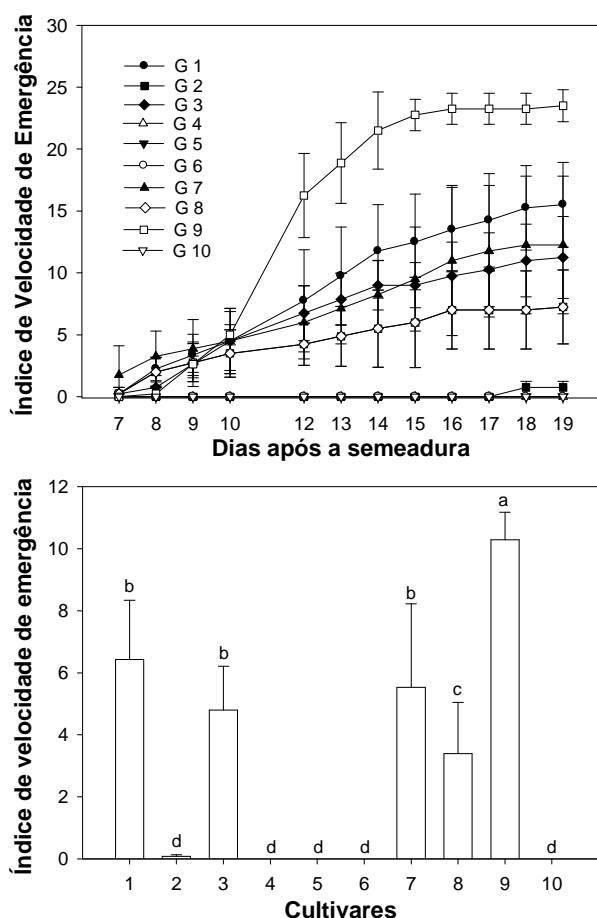 Índice de Velocidade de Emergência
30
25
20
15
10
5
0
G 1
G 2
G 3
G 4
G 5
G 6
G 7
G 8
G 9
G 10
7 8 9 10 12 13 14 15 16 17 18 19
Dias após a semeadura
Índice de velocidade de emergência
12
10
8
6
4
2
0
b d b d d d b c a d
1 2 3 4 5 6 7 8 9 10
Cultivares